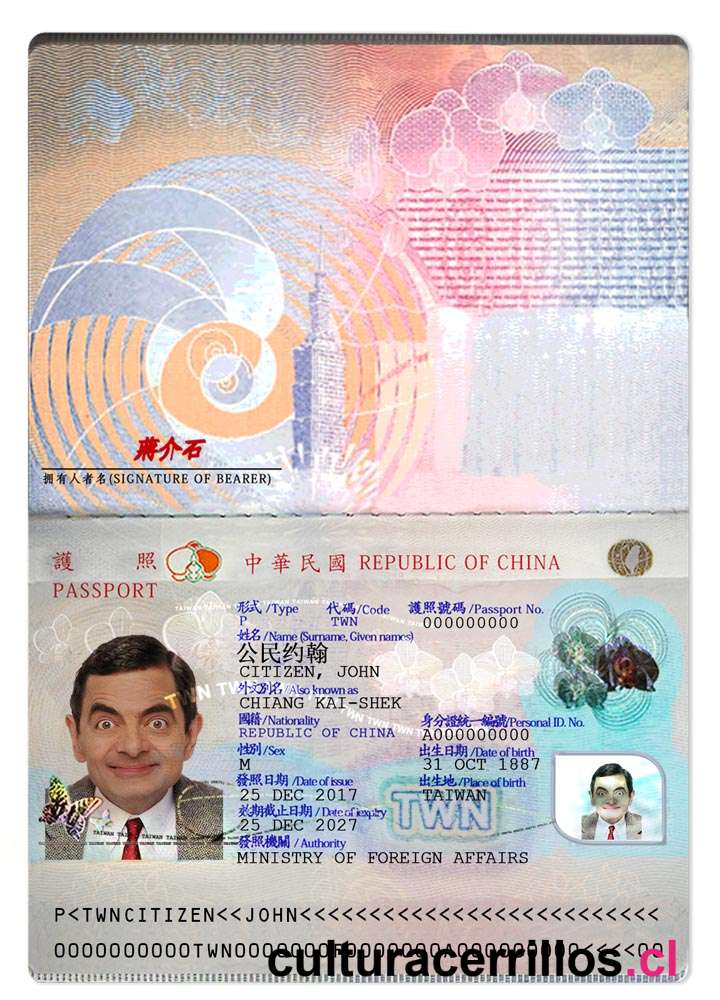 蔣介石
拥有人者名(SIGNATURE OF BEARER)
護 照 中華民國 REPUBLIC OF CHINA
PASSPORT
形式/Type 代碼/Code 護照號碼/Passport No.
P TWN 000000000
姓名/Name (Surname, Given names)
公民约翰
CITIZEN, JOHN
外文別名/Also known as
CHIANG KAI-SHEK
國籍/Nationality 身分證統一編號/Personal ID. No.
REPUBLIC OF CHINA A000000000
性別/Sex 出生日期/Date of birth
M 31 OCT 1887
發照日期/Date of issue 出生地/Place of birth
25 DEC 2017 TAIWAN
效期截止日期/Date of expiry
25 DEC 2027 TWN
發照機關/Authority
MINISTRY OF FOREIGN AFFAIRS
P<TWNCITIZEN<<JOHN<<<<<<<<<<<<<<<<<<<<<<<<<<
culturacerrillos.cl